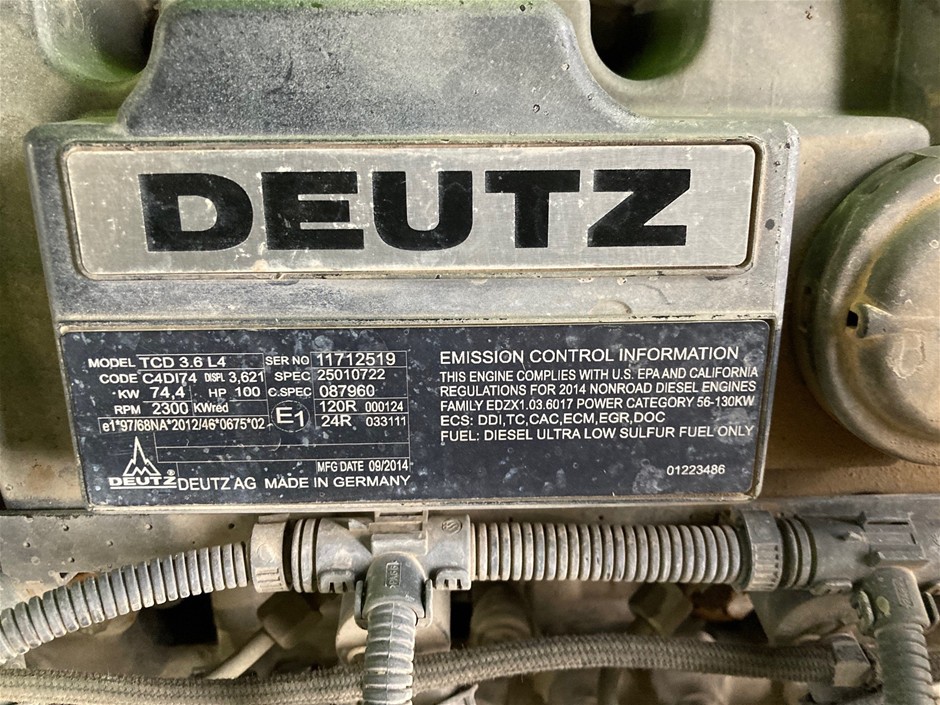 DEUTZ
MODEL TCD 3.6 L4 SER NO 11712519
CODE C4DI74 DISPL 3,621 SPEC 25010722
KW 74,4 HP 100 C.SPEC 087960
RPM 2300 KWred E1 120R 000124
e1*97/68NA*2012/46*0675*02 24R 033111
MFG DATE 09/2014
DEUTZ® DEUTZ AG MADE IN GERMANY
EMISSION CONTROL INFORMATION
THIS ENGINE COMPLIES WITH U.S. EPA AND CALIFORNIA
REGULATIONS FOR 2014 NONROAD DIESEL ENGINES
FAMILY EDZX1.03.6017 POWER CATEGORY 56-130KW
ECS: DDI,TC,CAC,ECM,EGR,DOC
FUEL: DIESEL ULTRA LOW SULFUR FUEL ONLY
01223486